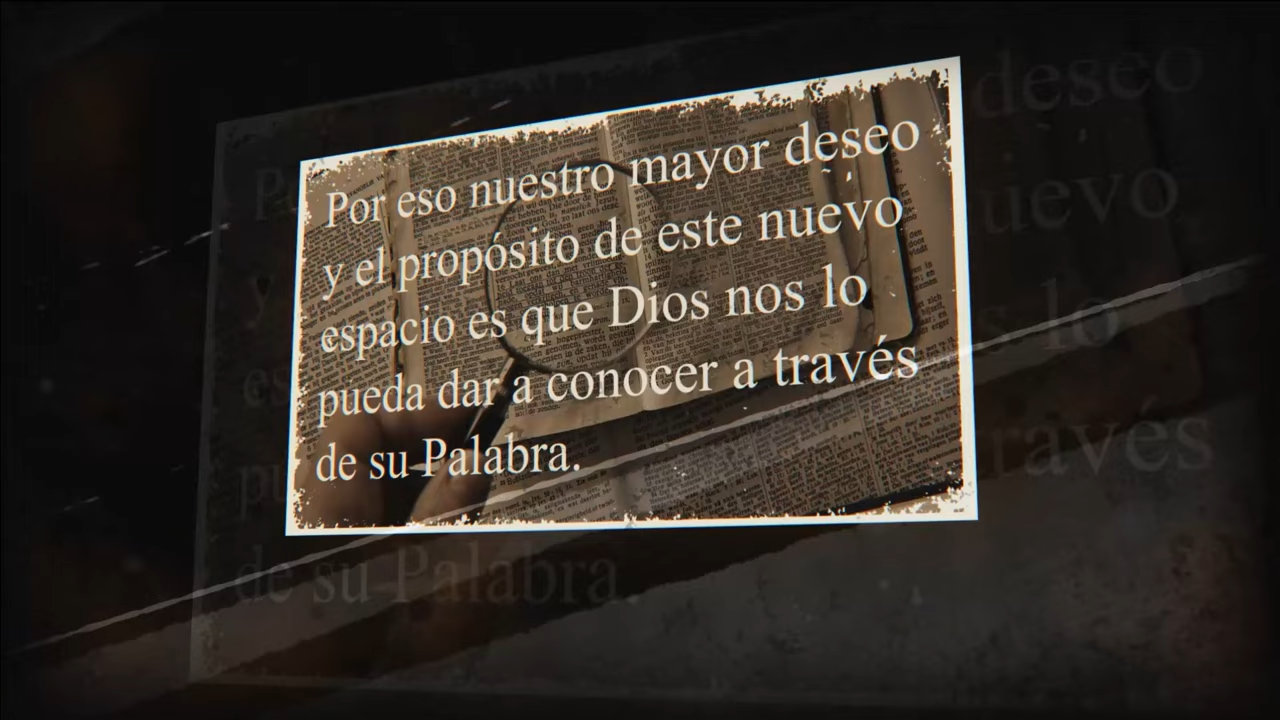 Por eso nuestro mayor deseo
y el propósito de este nuevo
espacio es que Dios nos lo
pueda dar a conocer a través
de su Palabra.